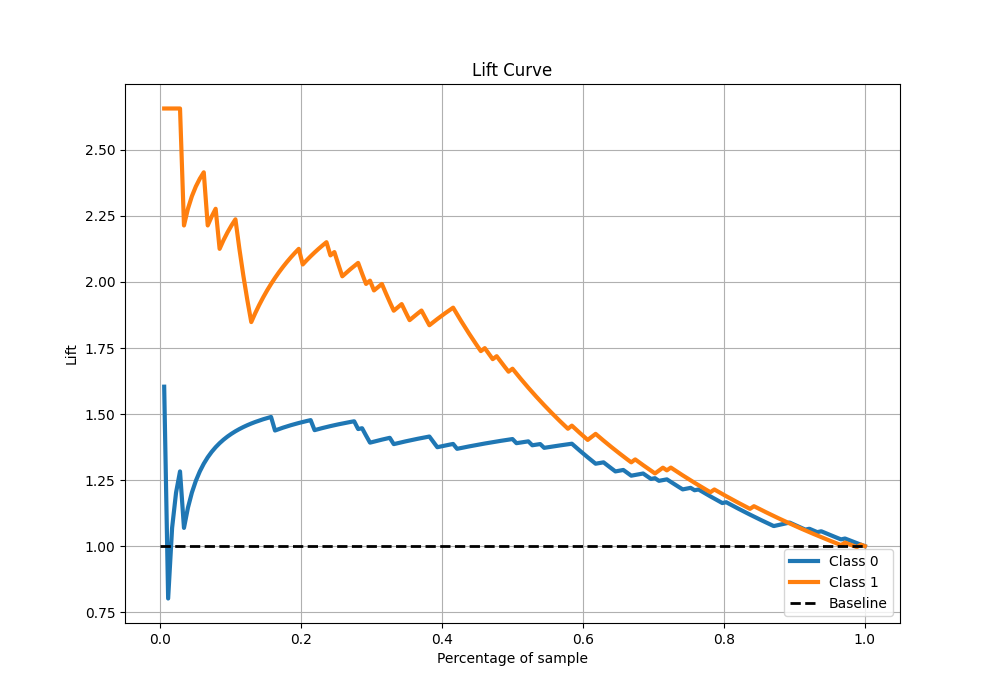 Lift Curve
Lift
2.50
2.25
2.00
1.75
1.50
1.25
1.00
0.75
0.0 0.2 0.4 0.6 0.8 1.0
Percentage of sample
Class 0
Class 1
Baseline